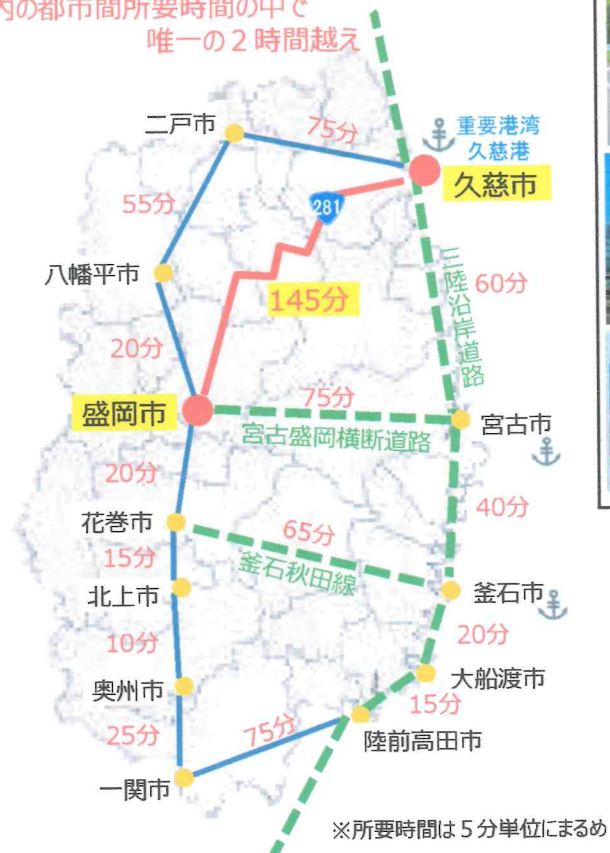 内の都市間所要時間の中で
唯一の２時間越え
二戸市
75分
重要港湾
久慈港
久慈市
281
55分
八幡平市
145分
三陸沿岸道路
60分
20分
盛岡市
75分
宮古盛岡横断道路
宮古市
20分
40分
花巻市
65分
釜石秋田線
15分
北上市
釜石市
20分
10分
大船渡市
奥州市
15分
陸前高田市
25分
75分
一関市
※所要時間は５分単位にまるめ